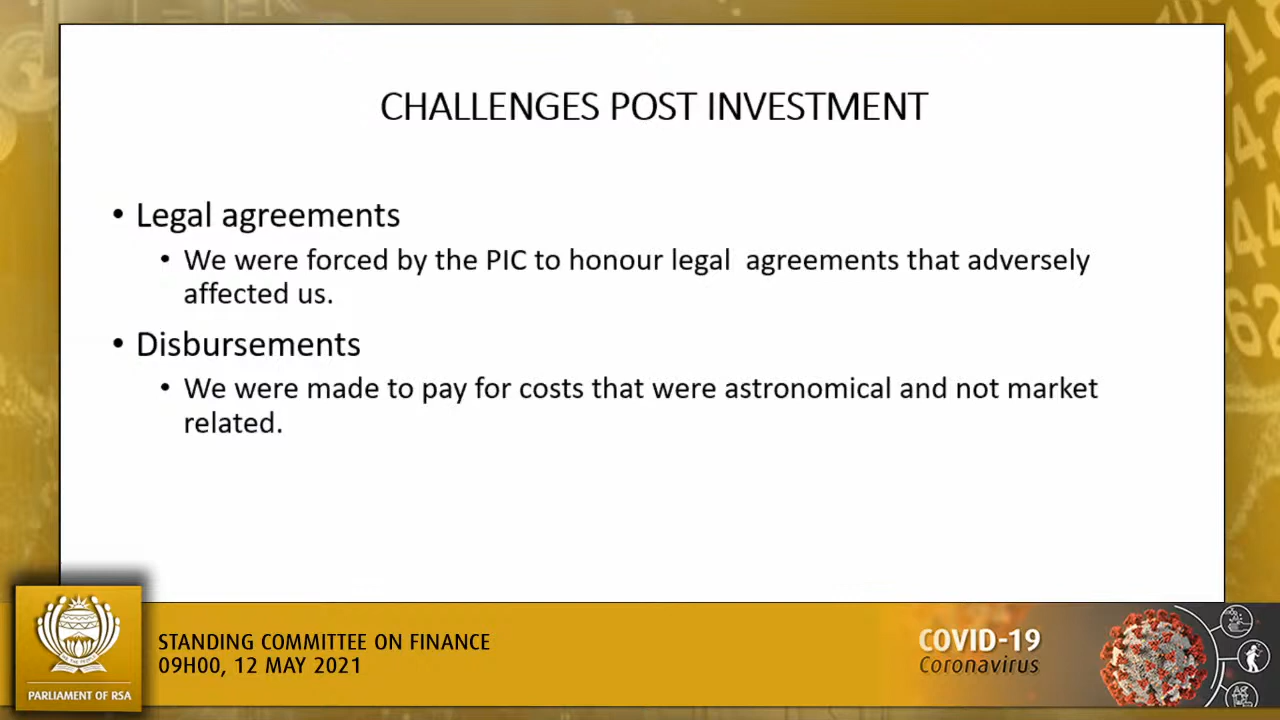 CHALLENGES POST INVESTMENT
• Legal agreements
• We were forced by the PIC to honour legal agreements that adversely
affected us.
• Disbursements
• We were made to pay for costs that were astronomical and not market
related.
STANDING COMMITTEE ON FINANCE
09H00, 12 MAY 2021
PARLIAMENT OF RSA
COVID-19
Coronavirus